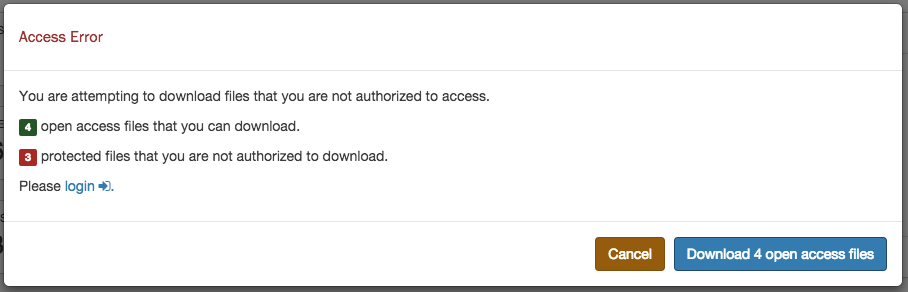 Access Error
You are attempting to download files that you are not authorized to access.
4 open access files that you can download.
3 protected files that you are not authorized to download.
Please login.
Cancel Download 4 open access files